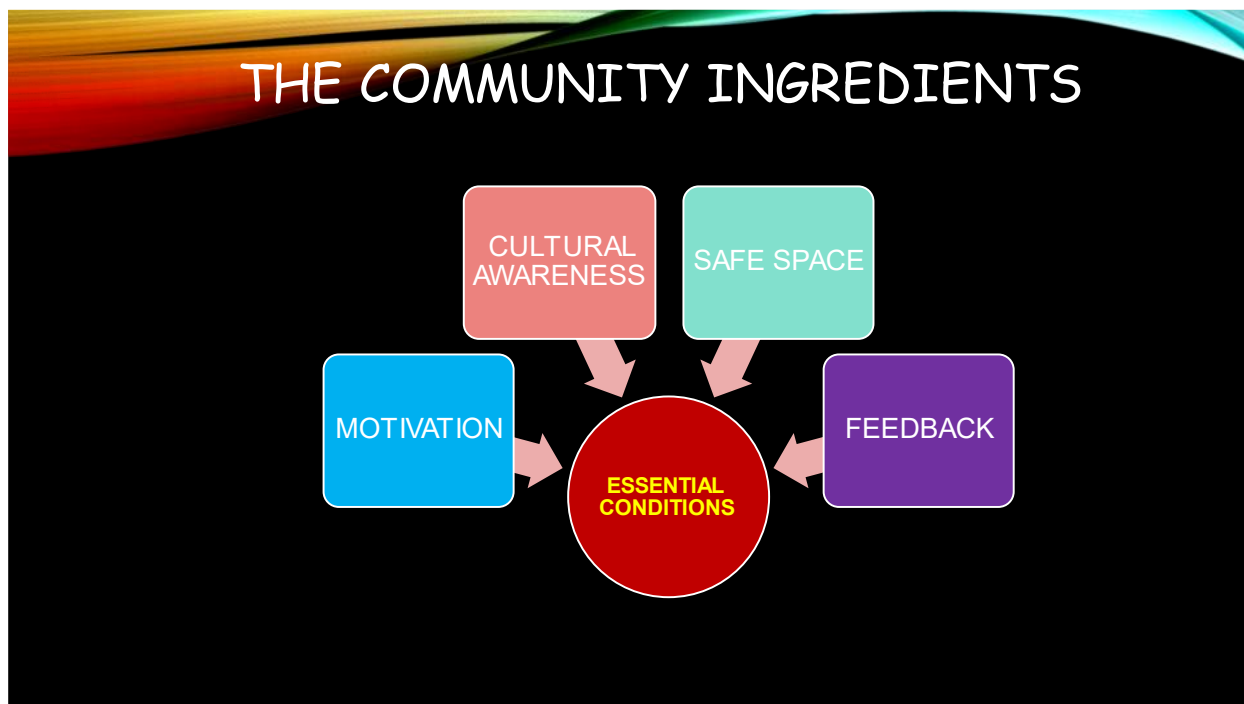 THE COMMUNITY INGREDIENTS
CULTURAL
AWARENESS
SAFE SPACE
MOTIVATION
FEEDBACK
ESSENTIAL
CONDITIONS